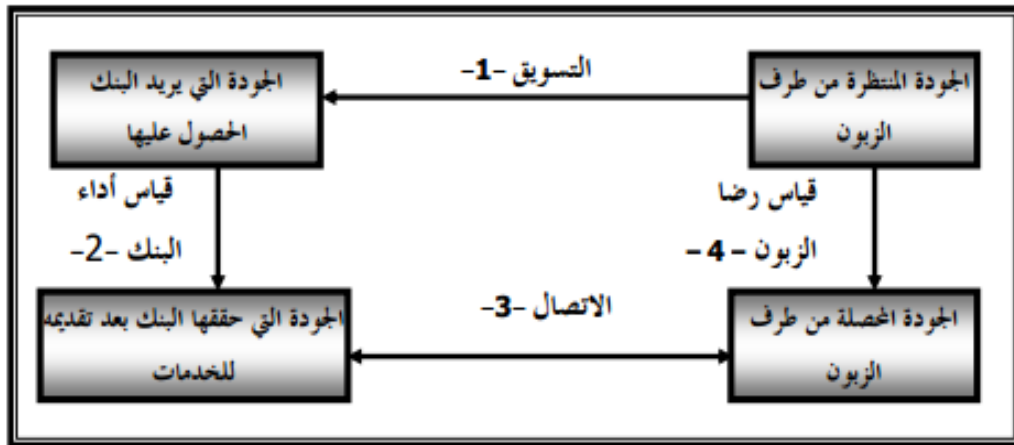 التسويق -1-
الجودة المنتظرة من طرف
الزبون
الجودة التي يريد البنك
الحصول عليها
قياس رضا
الزبون - 4 -
قياس أداء
البنك -2-
الاتصال -3-
الجودة المحصلة من طرف
الزبون
الجودة التي حققها البنك بعد تقديمه
للخدمات